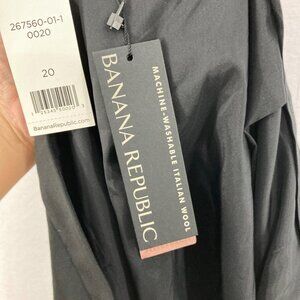 267560-01-1
0020
20
BananaRepublic.com
BANANA REPUBLIC
MACHINE-WASHABLE ITALIAN WOOL